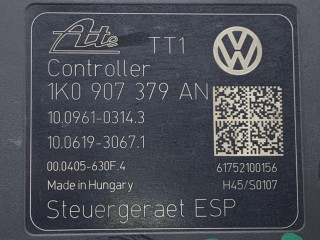 Ate TT1
Controller
1K0 907 379 AN
10.0961-0314.3
10.0619-3067.1
00.0405-630F.4 61752100156
Made in Hungary H45/S0107
Steuergeraet ESP